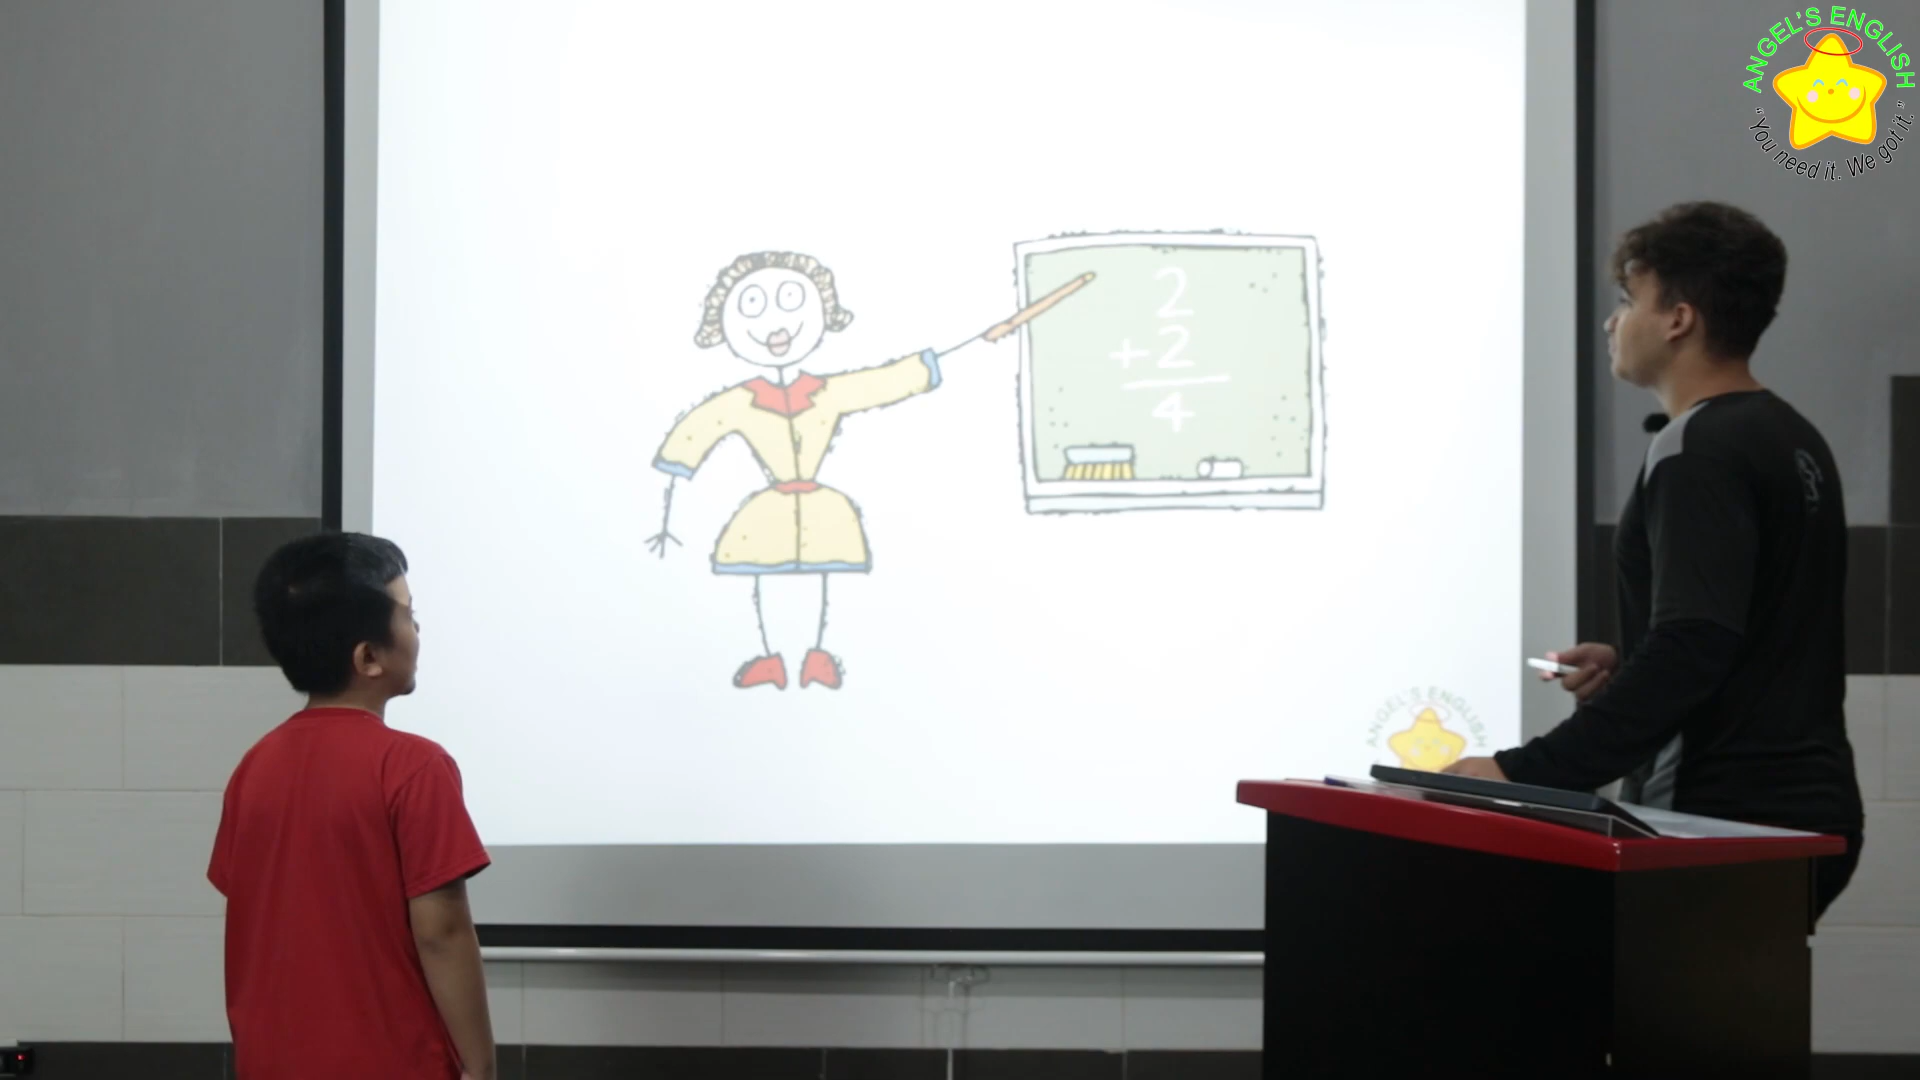 ANGEL'S ENGLISH
"You need it. We got it."
2
+2
4
ANGEL'S ENGLISH